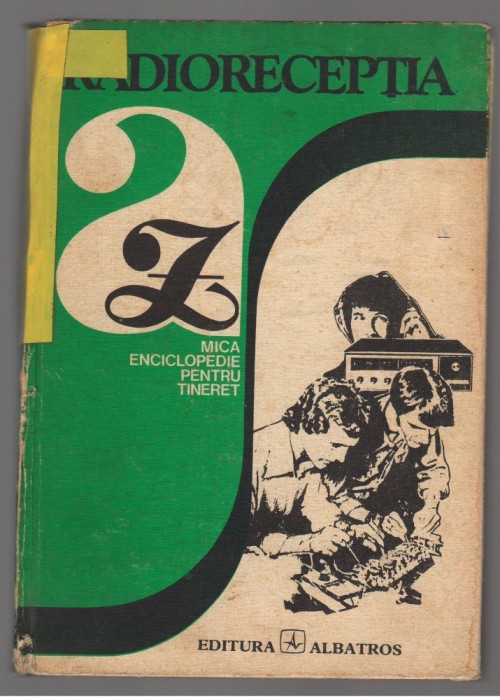 RADIORECEPȚIA
a
Z
MICA
ENCICLOPEDIE
PENTRU
TINERET
EDITURA A ALBATROS